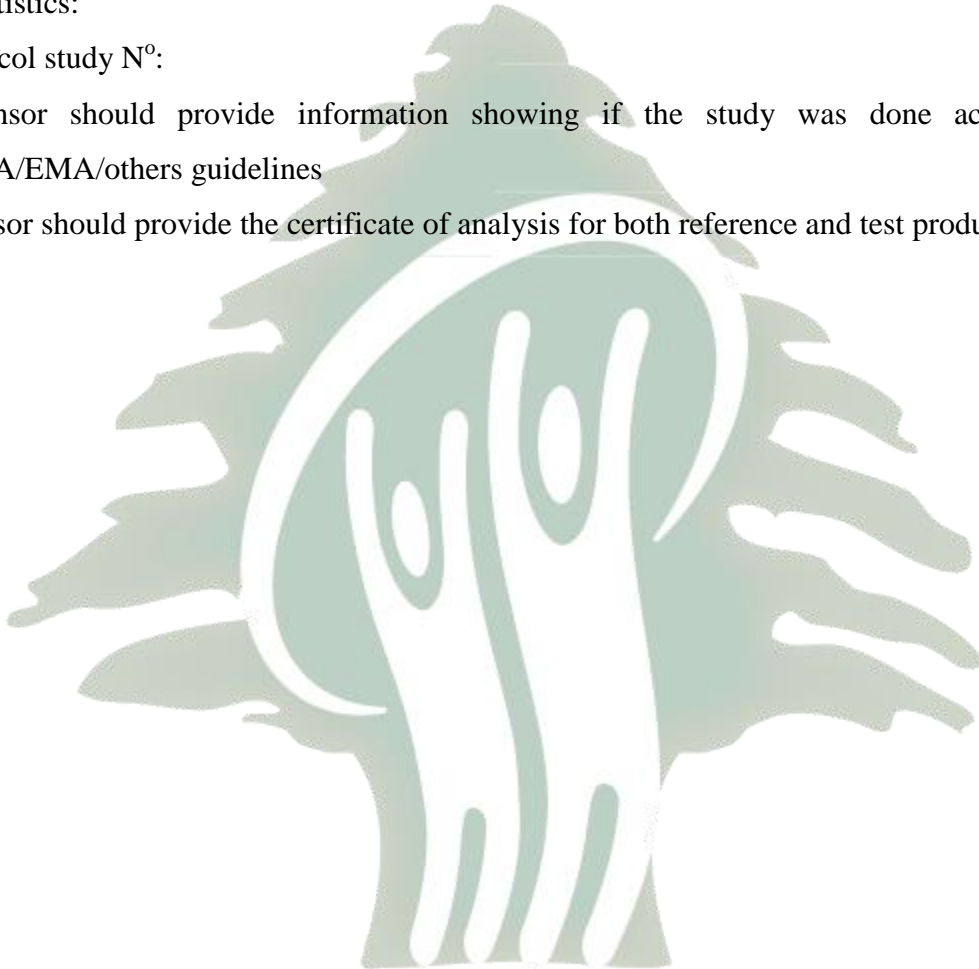 tistics:
col study Nº:
nsor should provide information showing if the study was done ac
A/EMA/others guidelines
sor should provide the certificate of analysis for both reference and test produ